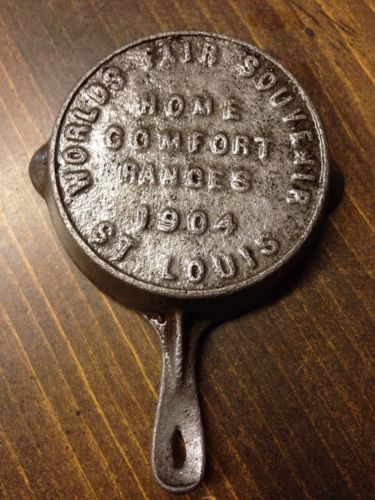 WORLDS FAIR SOUVENIR
HOME
COMFORT
RANGES
1904
ST. LOUIS